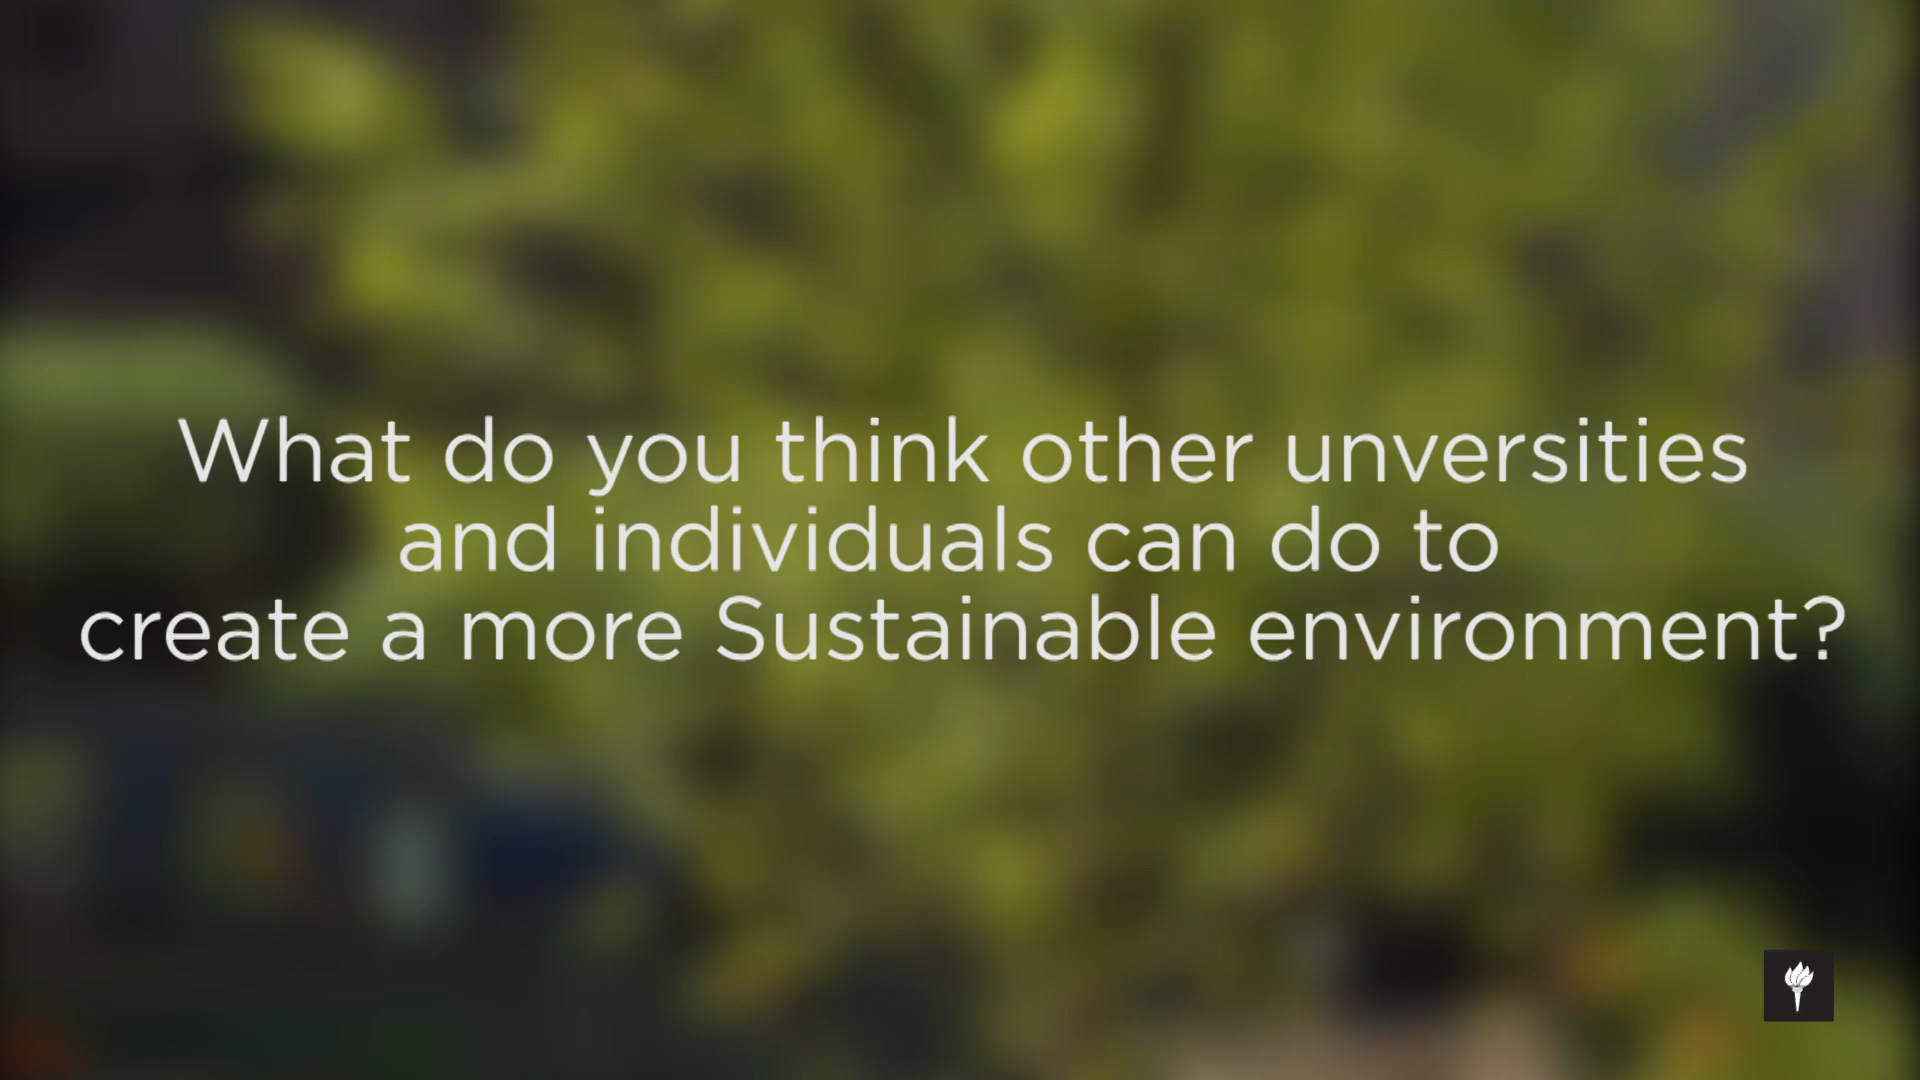 What do you think other unversities
and individuals can do to
create a more Sustainable environment?